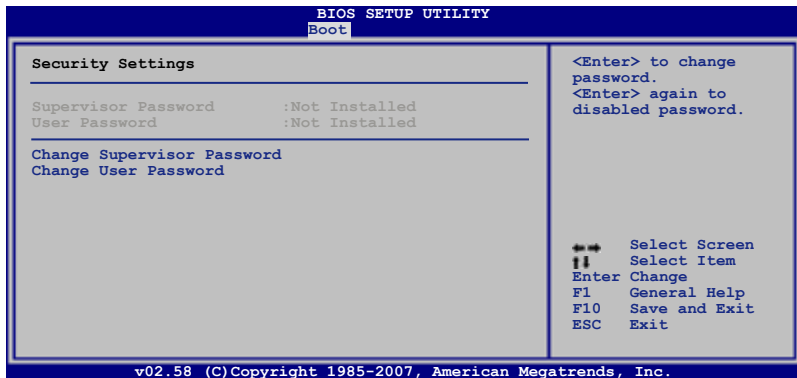 BIOS SETUP UTILITY
Boot
Security Settings
Supervisor Password :Not Installed
User Password :Not Installed
Change Supervisor Password
Change User Password
<Enter> to change
password.
<Enter> again to
disabled password.
Select Screen
Select Item
Enter Change
F1 General Help
F10 Save and Exit
ESC Exit
v02.58 (C)Copyright 1985-2007, American Megatrends, Inc.